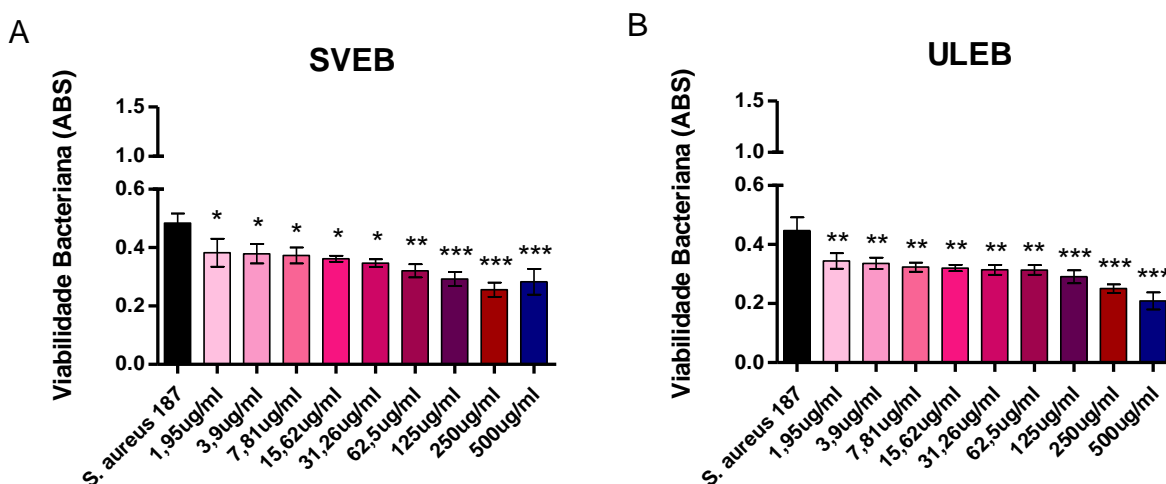 A
SVEB
Viabilidade Bacteriana (ABS)
1.5
1.0
0.6
0.4
0.2
0.0
*
*
*
*
*
**
***
***
***
S. aureus 187
1,95ug/ml
3,9ug/ml
7,81ug/ml
15,62ug/ml
31,26ug/ml
62,5ug/ml
125ug/ml
250ug/ml
500ug/ml
B
ULEB
Viabilidade Bacteriana (ABS)
1.5
1.0
0.6
0.4
0.2
0.0
**
**
**
**
**
**
***
***
***
S. aureus 187
1,95ug/ml
3,9ug/ml
7,81ug/ml
15,62ug/ml
31,26ug/ml
62,5ug/ml
125ug/ml
250ug/ml
500ug/ml